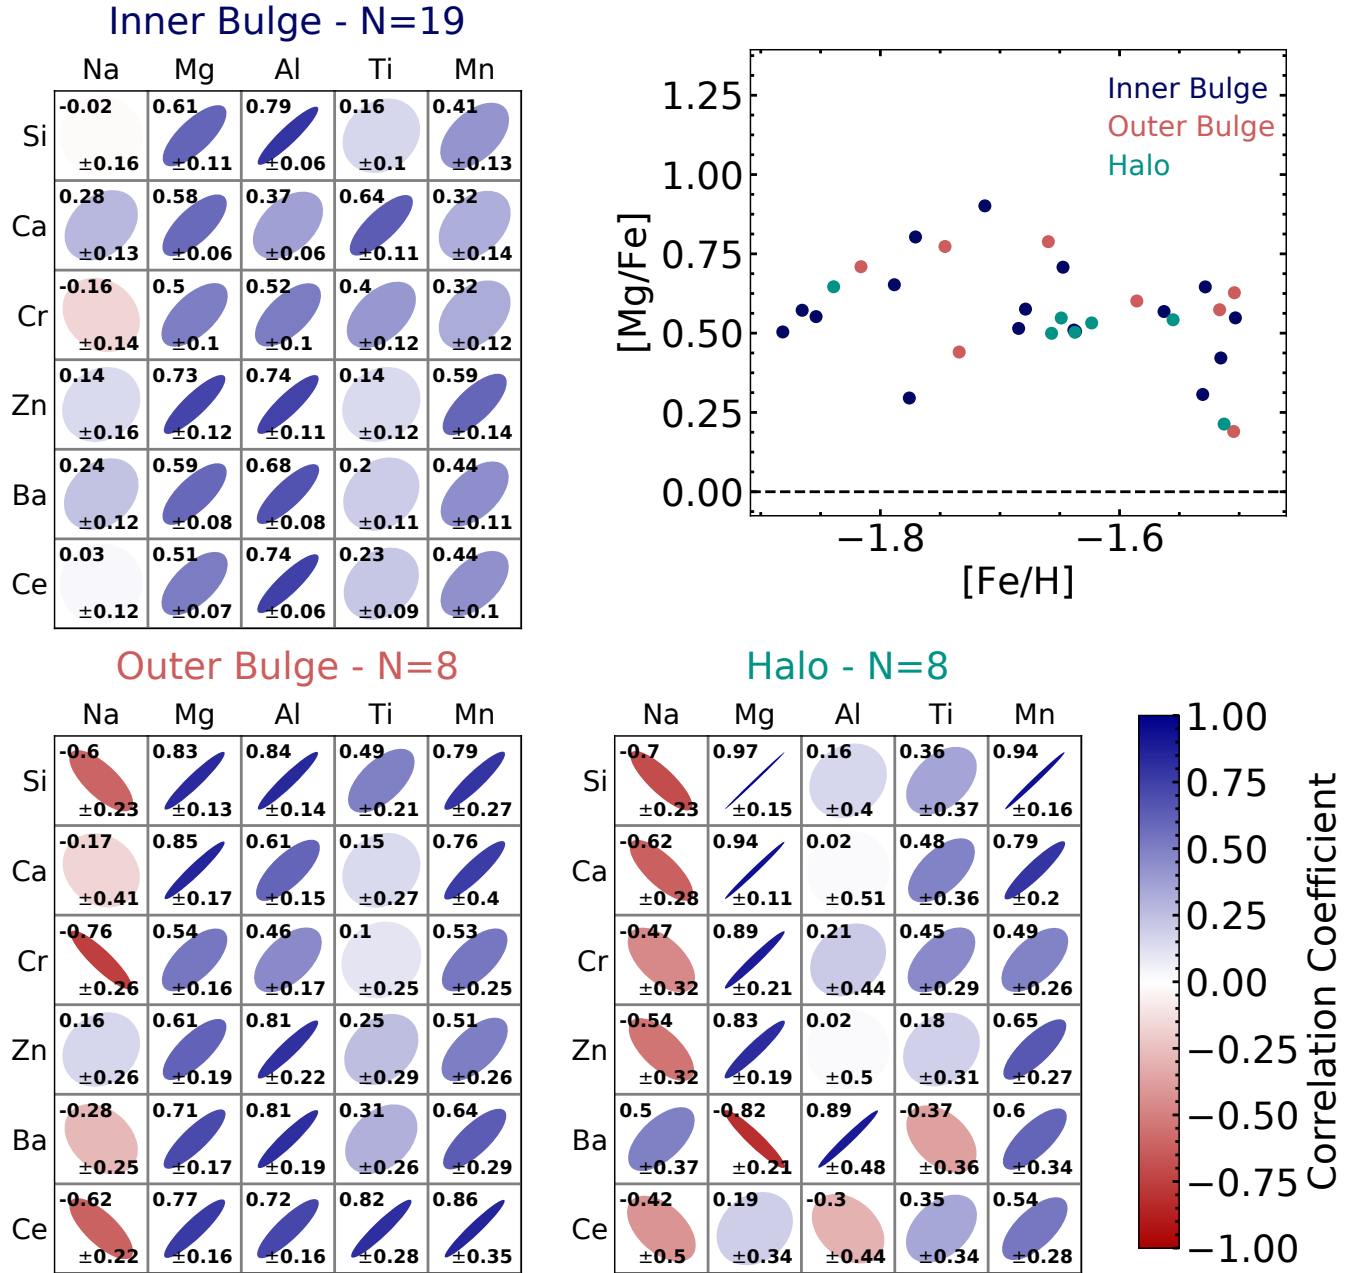 Inner Bulge - N=19
Na Mg Al Ti Mn
Si -0.02 ±0.16 0.61 ±0.11 0.79 ±0.06 0.16 ±0.1 0.41 ±0.13
Ca 0.28 ±0.13 0.58 ±0.06 0.37 ±0.06 0.64 ±0.11 0.32 ±0.14
Cr -0.16 ±0.14 0.5 ±0.1 0.52 ±0.1 0.4 ±0.12 0.32 ±0.12
Zn 0.14 ±0.16 0.73 ±0.12 0.74 ±0.11 0.14 ±0.12 0.59 ±0.14
Ba 0.24 ±0.12 0.59 ±0.08 0.68 ±0.08 0.2 ±0.11 0.44 ±0.11
Ce 0.03 ±0.12 0.51 ±0.07 0.74 ±0.06 0.23 ±0.09 0.44 ±0.1
Inner Bulge
Outer Bulge
Halo
[Mg/Fe]
1.25
1.00
0.75
0.50
0.25
0.00
−1.8 −1.6
[Fe/H]
Outer Bulge - N=8
Na Mg Al Ti Mn
Si -0.6 ±0.23 0.83 ±0.13 0.84 ±0.14 0.49 ±0.21 0.79 ±0.27
Ca -0.17 ±0.41 0.85 ±0.17 0.61 ±0.15 0.15 ±0.27 0.76 ±0.4
Cr -0.76 ±0.26 0.54 ±0.16 0.46 ±0.17 0.1 ±0.25 0.53 ±0.25
Zn 0.16 ±0.26 0.61 ±0.19 0.81 ±0.22 0.25 ±0.29 0.51 ±0.26
Ba -0.28 ±0.25 0.71 ±0.17 0.81 ±0.19 0.31 ±0.26 0.64 ±0.29
Ce -0.62 ±0.22 0.77 ±0.16 0.72 ±0.16 0.82 ±0.28 0.86 ±0.35
Halo - N=8
Na Mg Al Ti Mn
Si -0.7 ±0.23 0.97 ±0.15 0.16 ±0.4 0.36 ±0.37 0.94 ±0.16
Ca -0.62 ±0.28 0.94 ±0.11 0.02 ±0.51 0.48 ±0.36 0.79 ±0.2
Cr -0.47 ±0.32 0.89 ±0.21 0.21 ±0.44 0.45 ±0.29 0.49 ±0.26
Zn -0.54 ±0.32 0.83 ±0.19 0.02 ±0.5 0.18 ±0.31 0.65 ±0.27
Ba 0.5 ±0.37 -0.82 ±0.21 0.89 ±0.48 -0.37 ±0.36 0.6 ±0.34
Ce -0.42 ±0.5 0.19 ±0.34 -0.3 ±0.44 0.35 ±0.34 0.54 ±0.28
1.00
0.75
0.50
0.25
0.00
−0.25
−0.50
−0.75
−1.00
Correlation Coefficient